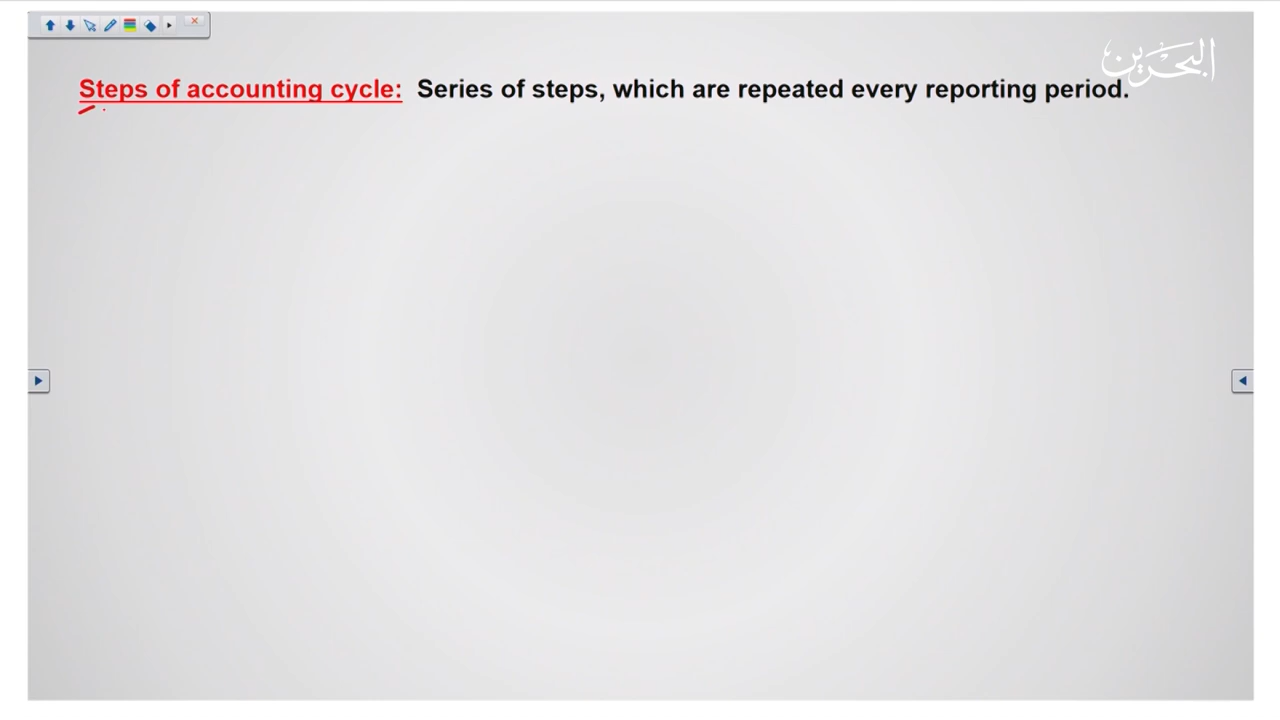 البحرين
Steps of accounting cycle: Series of steps, which are repeated every reporting period.